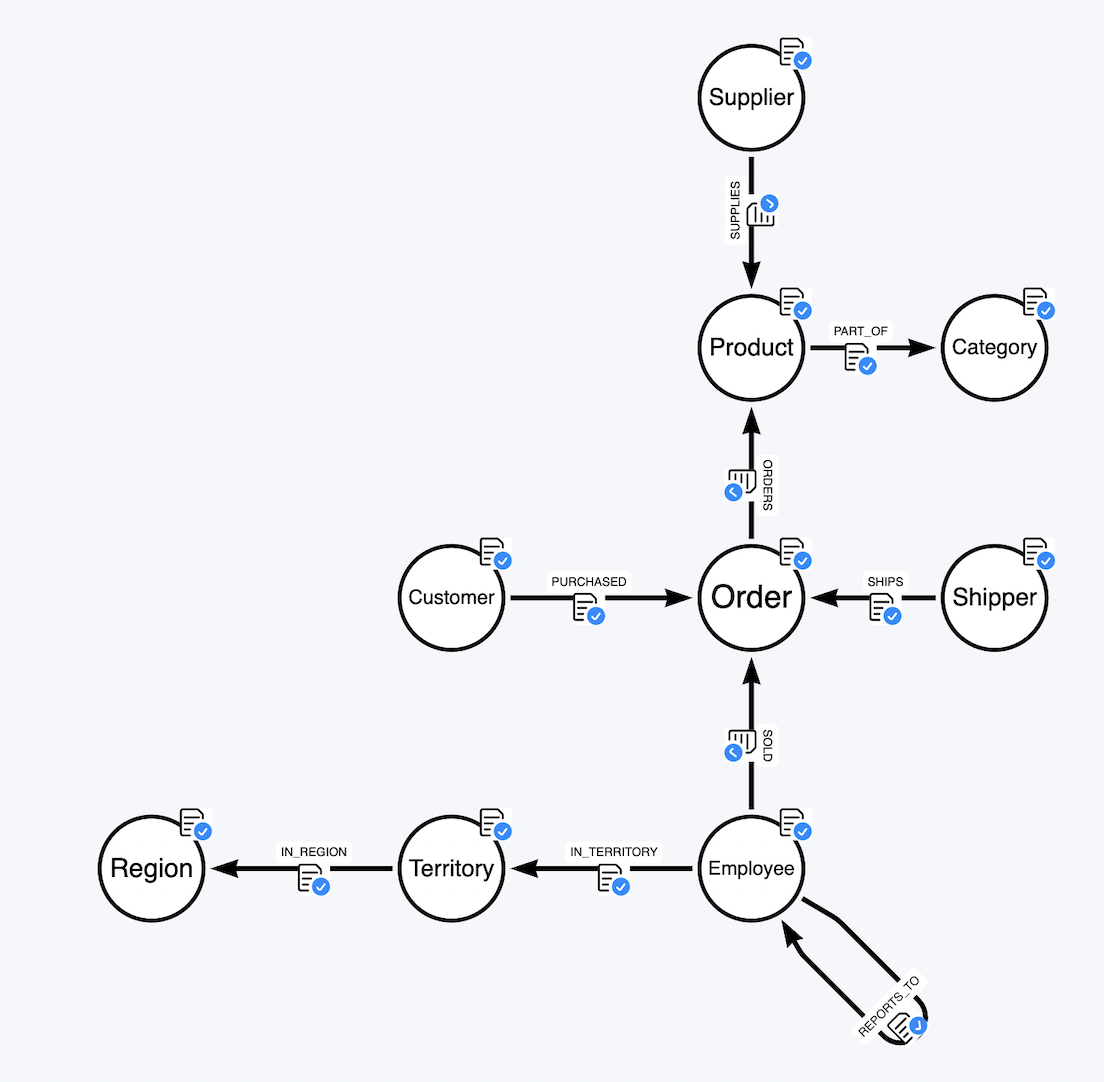 Supplier
SUPPLIES
Product
PART_OF
Category
ORDERS
Customer
PURCHASED
Order
SHIPS
Shipper
SOLD
Region
IN_REGION
Territory
IN_TERRITORY
Employee
REPORTS_TO